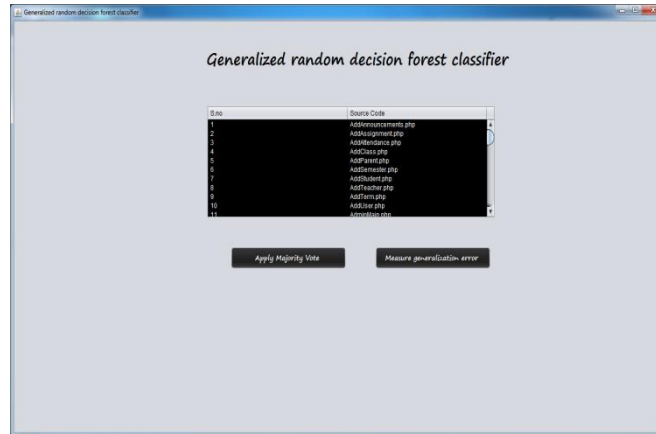 Generalized random decision forest classifier
Generalized random decision forest classifier
S.no Source Code
1 AddAnnouncements.php
2 AddAssignment.php
3 AddAttendance.php
4 AddClass.php
5 AddParent.php
6 AddSemester.php
7 AddStudent.php
8 AddTeacher.php
9 AddTerm.php
10 AddUser.php
11 AdminMain.php
Apply Majority Vote Measure generalization error